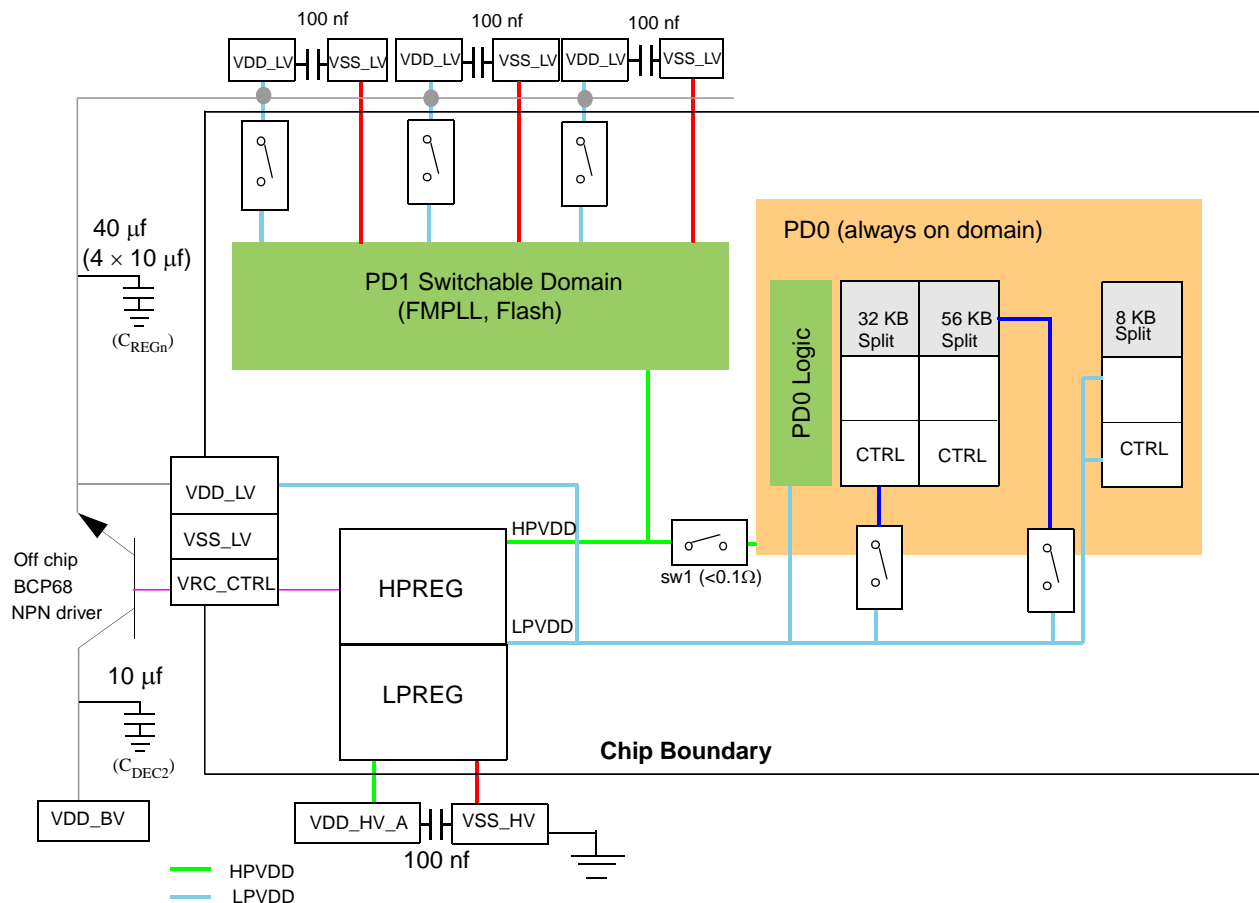 100 nf
100 nf
100 nf
VDD_LV
VSS_LV
VDD_LV
VSS_LV
VDD_LV
VSS_LV
40 μf
(4 × 10 μf)
(C_REGn)
PD1 Switchable Domain
(FMPLL, Flash)
PD0 (always on domain)
PD0 Logic
32 KB
Split
56 KB
Split
8 KB
Split
CTRL
CTRL
CTRL
VDD_LV
VSS_LV
VRC_CTRL
Off chip
BCP68
NPN driver
HPVDD
sw1 (<0.1Ω)
HPREG
LPVDD
LPREG
10 μf
(C_DEC2)
Chip Boundary
VDD_BV
VDD_HV_A
VSS_HV
100 nf
HPVDD
LPVDD